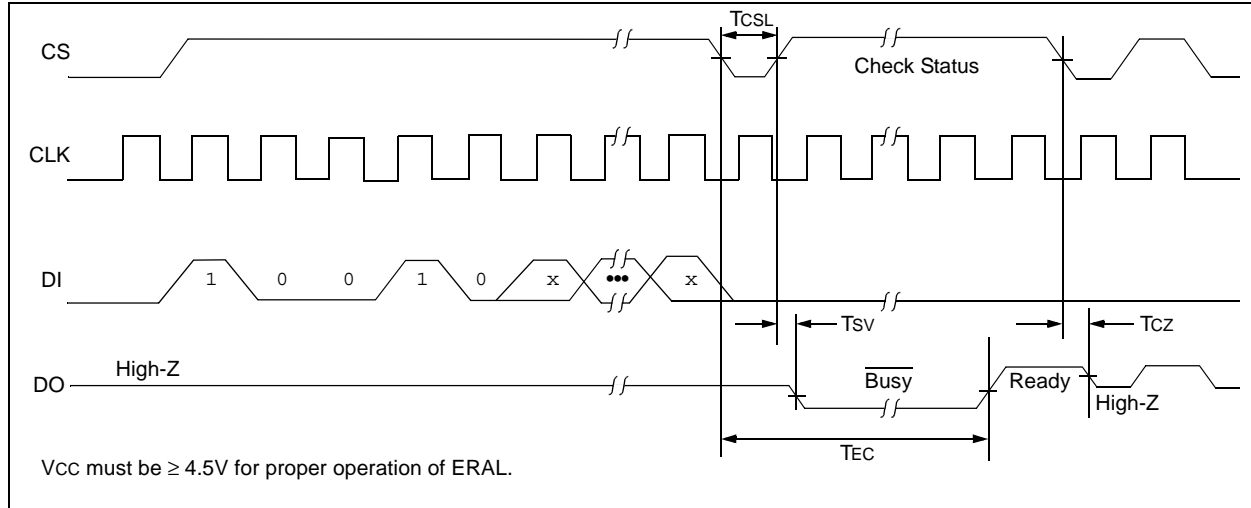 TCSL
CS
Check Status
CLK
DI 1 0 0 1 0 x ••• x
TSV TCZ
DO High-Z Busy Ready High-Z
TEC
VCC must be ≥ 4.5V for proper operation of ERAL.